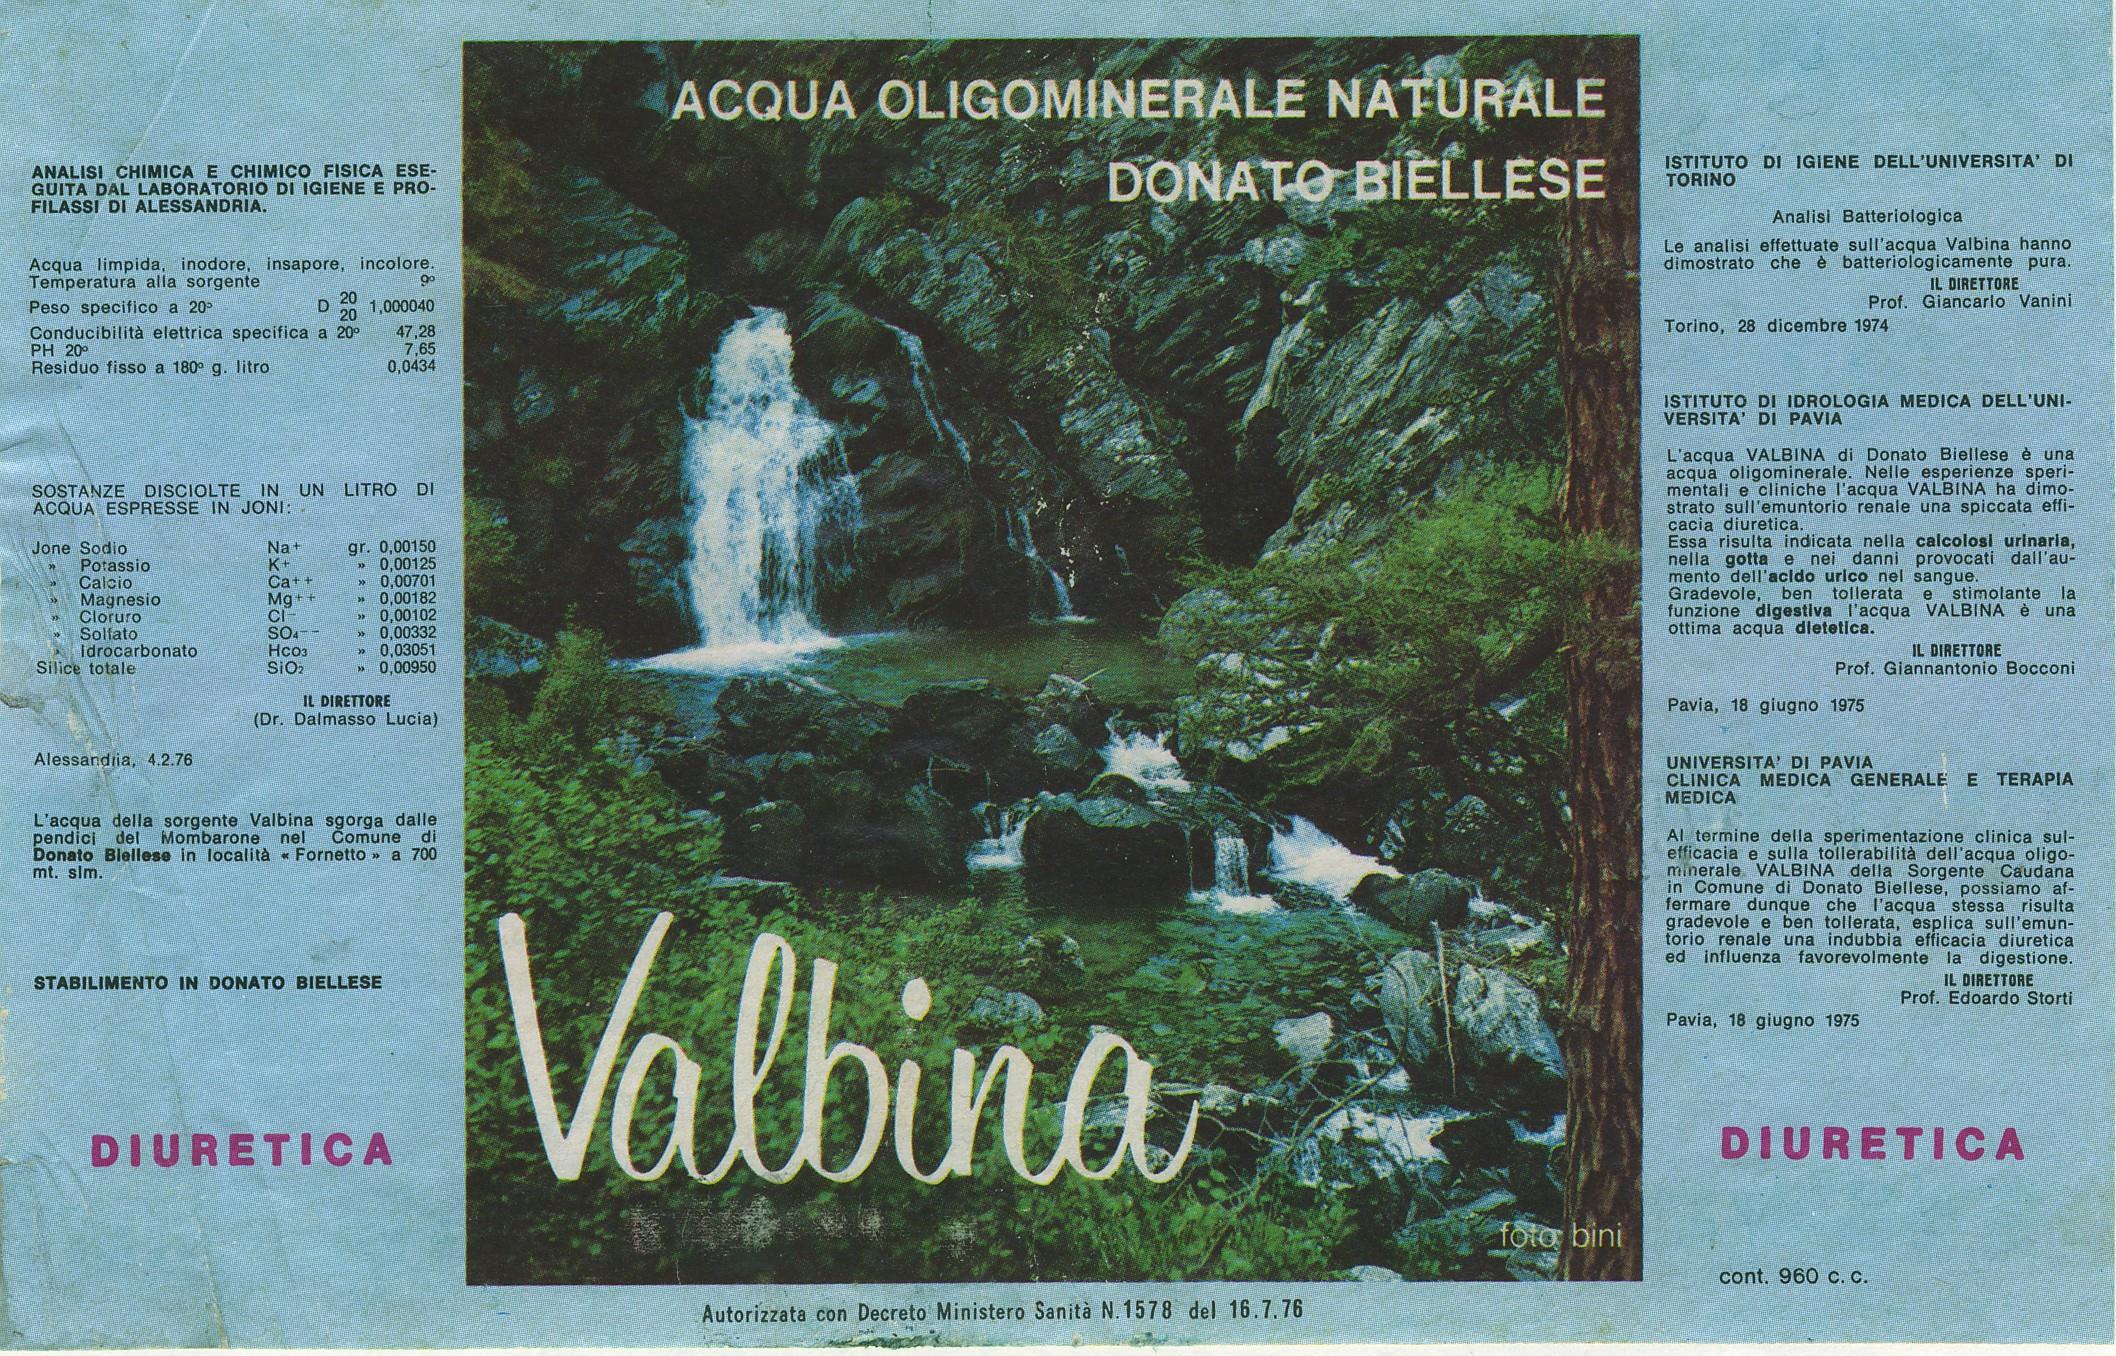 ANALISI CHIMICA E CHIMICO FISICA ESE-
GUITA DAL LABORATORIO DI IGIENE E PRO-
FILASSI DI ALESSANDRIA.
Acqua limpida, inodore, insapore, incolore.
Temperatura alla sorgente 9º
Peso specifico a 20º D 20/20 1,000040
Conducibilità elettrica specifica a 20º 47,28
PH 20º 7,65
Residuo fisso a 180º g. litro 0,0434
SOSTANZE DISCIOLTE IN UN LITRO DI
ACQUA ESPRESSE IN JONI:
Jone Sodio Na+ gr. 0,00150
» Potassio K+ » 0,00125
» Calcio Ca++ » 0,00701
» Magnesio Mg++ » 0,00182
» Cloruro Cl- » 0,00102
» Solfato SO4-- » 0,00332
» Idrocarbonato Hco3 » 0,03051
Silice totale SiO2 » 0,00950
IL DIRETTORE
(Dr. Dalmasso Lucia)
Alessandria, 4.2.76
L'acqua della sorgente Valbina sgorga dalle
pendici del Mombarone nel Comune di
Donato Biellese in località « Fornetto » a 700
mt. slm.
STABILIMENTO IN DONATO BIELLESE
DIURETICA
ACQUA OLIGOMINERALE NATURALE
DONATO BIELLESE
Valbina
foto bini
Autorizzata con Decreto Ministero Sanità N.1578 del 16.7.76
ISTITUTO DI IGIENE DELL'UNIVERSITA' DI
TORINO
Analisi Batteriologica
Le analisi effettuate sull'acqua Valbina hanno
dimostrato che è batteriologicamente pura.
IL DIRETTORE
Prof. Giancarlo Vanini
Torino, 28 dicembre 1974
ISTITUTO DI IDROLOGIA MEDICA DELL'UNI-
VERSITA' DI PAVIA
L'acqua VALBINA di Donato Biellese è una
acqua oligominerale. Nelle esperienze speri-
mentali e cliniche l'acqua VALBINA ha dimo-
strato sull'emuntorio renale una spiccata effi-
cacia diuretica.
Essa risulta indicata nella calcolosi urinaria,
nella gotta e nei danni provocati dall'au-
mento dell'acido urico nel sangue.
Gradevole, ben tollerata e stimolante la
funzione digestiva l'acqua VALBINA è una
ottima acqua dietetica.
IL DIRETTORE
Prof. Giannantonio Bocconi
Pavia, 18 giugno 1975
UNIVERSITA' DI PAVIA
CLINICA MEDICA GENERALE E TERAPIA
MEDICA
Al termine della sperimentazione clinica sul-
efficacia e sulla tollerabilità dell'acqua oligo-
minerale VALBINA della Sorgente Caudana
in Comune di Donato Biellese, possiamo af-
fermare dunque che l'acqua stessa risulta
gradevole e ben tollerata, esplica sull'emun-
torio renale una indubbia efficacia diuretica
ed influenza favorevolmente la digestione.
IL DIRETTORE
Prof. Edoardo Storti
Pavia, 18 giugno 1975
DIURETICA
cont. 960 c.c.